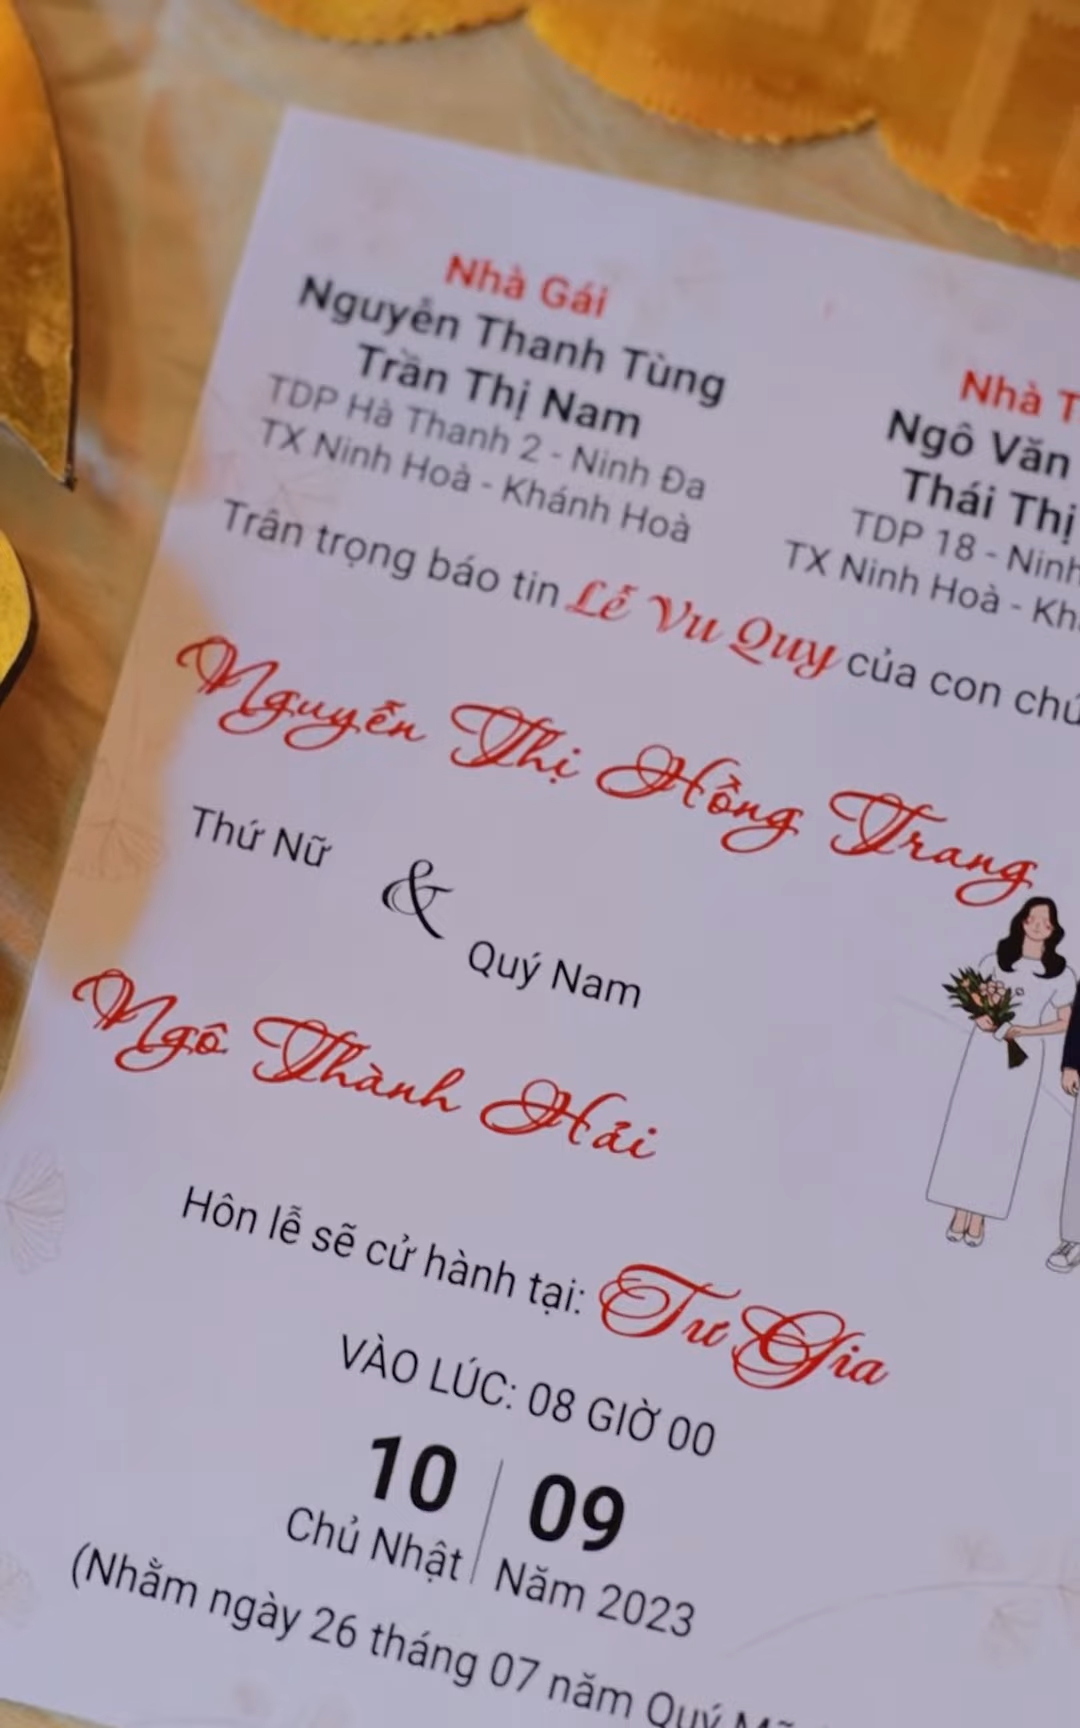 Nhà Gái
Nguyễn Thanh Tùng
Trần Thị Nam
TDP Hà Thanh 2 - Ninh Đa
TX Ninh Hoà - Khánh Hoà
Nhà
Ngô Văn
Thái Thị
TDP 18 - Ninh
TX Ninh Hoà -
Trân trọng báo tin Lễ Vu Quy của con
Nguyễn Thị Hồng Trang
Thứ Nữ
&
Quý Nam
Ngô Thành Hải
Hôn lễ sẽ cử hành tại: Tư Gia
VÀO LÚC: 08 GIỜ 00
10 09
Chủ Nhật Năm 2023
(Nhằm ngày 26 tháng 07 năm Quý